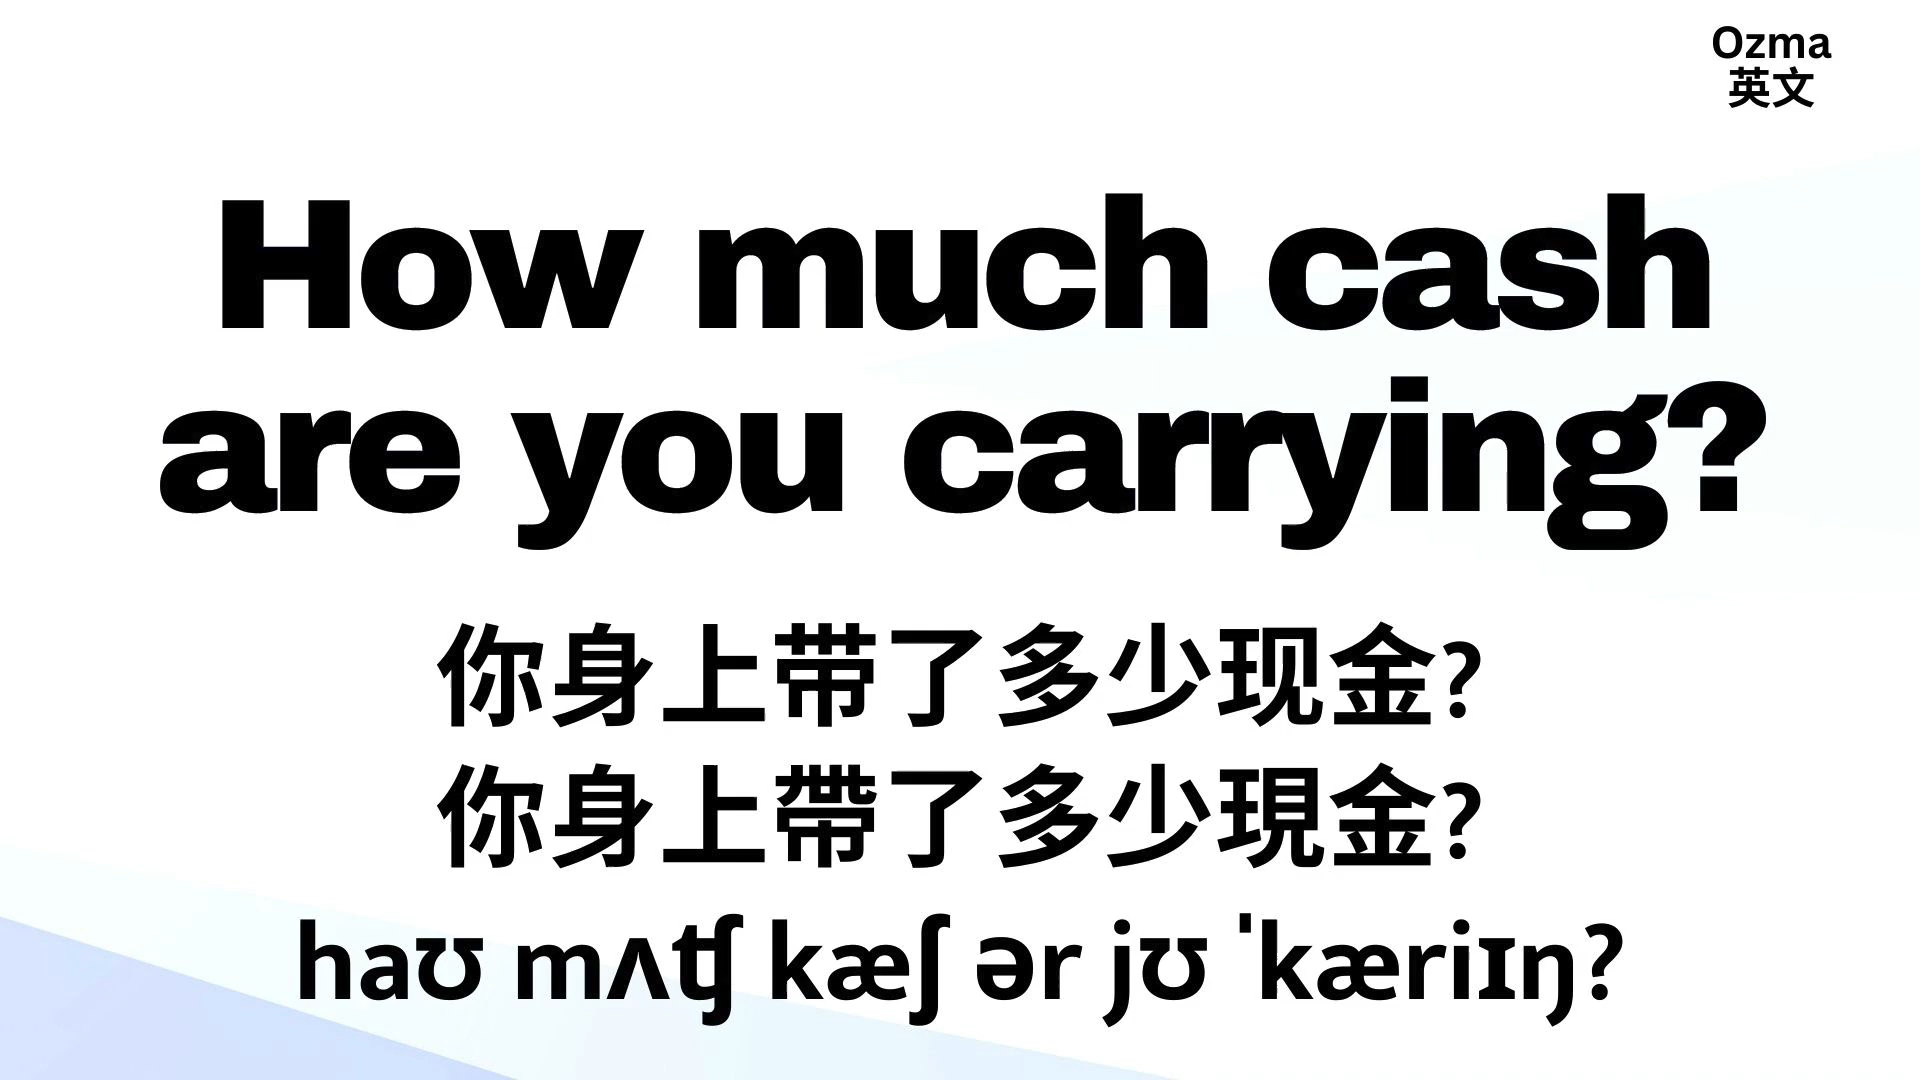 Ozma
英文
How much cash
are you carrying?
你身上带了多少现金?
你身上帶了多少現金?
haʊ mʌʧ kæʃ ər jʊ ˈkæriɪŋ?